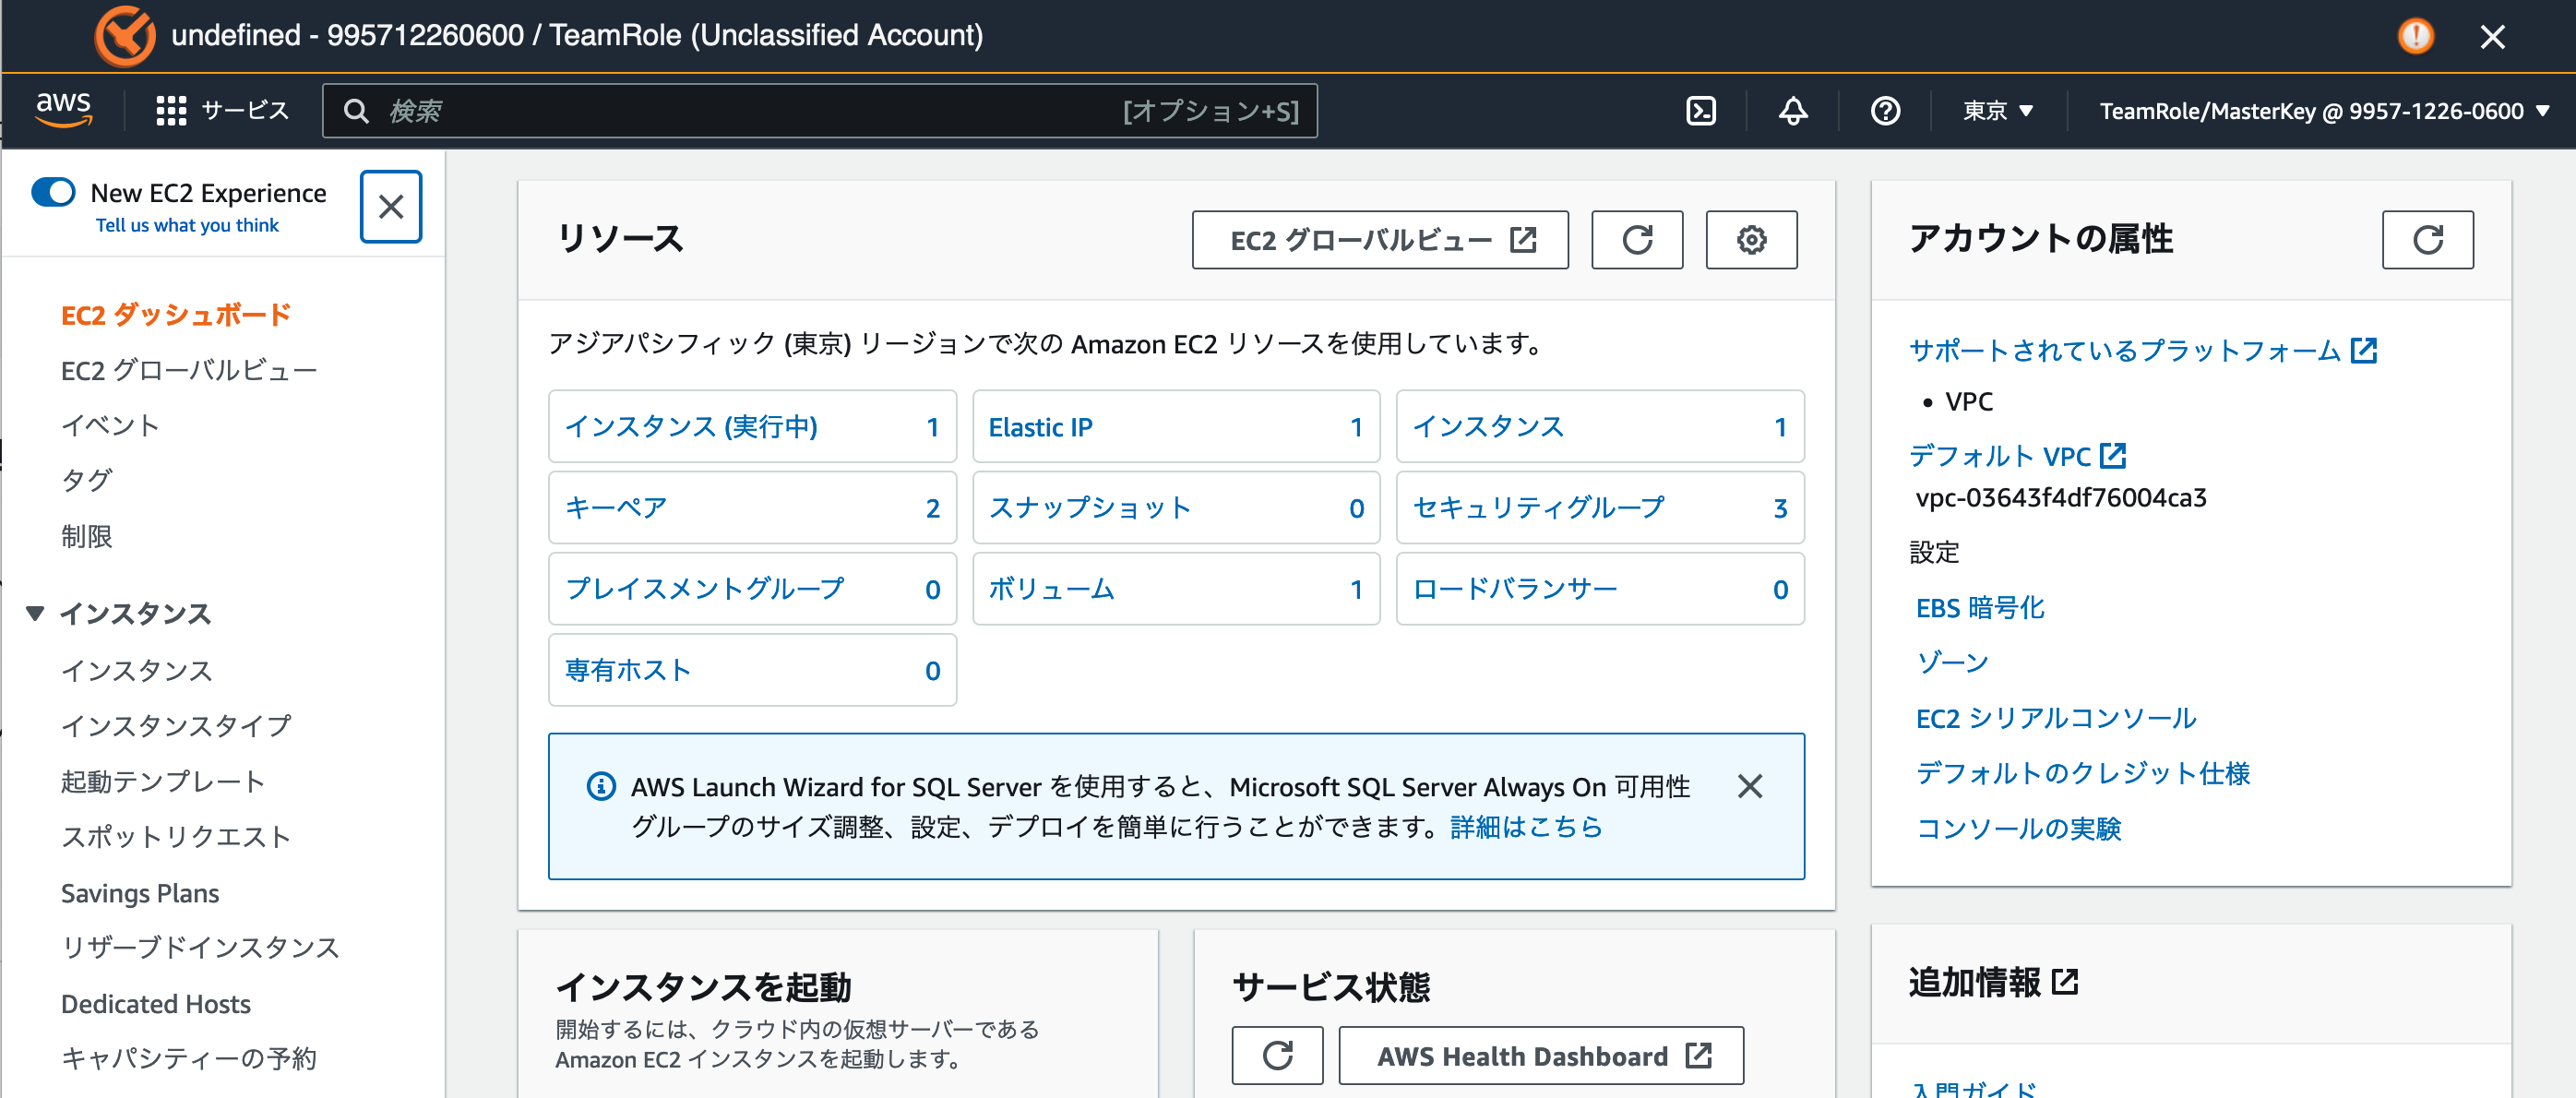 undefined - 995712260600 / TeamRole (Unclassified Account)
aws
サービス
検索
[オプション+S]
東京 ▼
TeamRole/MasterKey @ 9957-1226-0600 ▼
New EC2 Experience
Tell us what you think
EC2 ダッシュボード
EC2 グローバルビュー
イベント
タグ
制限
▼ インスタンス
インスタンス
インスタンスタイプ
起動テンプレート
スポットリクエスト
Savings Plans
リザーブドインスタンス
Dedicated Hosts
キャパシティーの予約
リソース
EC2 グローバルビュー
アジアパシフィック (東京) リージョンで次の Amazon EC2 リソースを使用しています。
インスタンス (実行中) 1
Elastic IP 1
インスタンス 1
キーペア 2
スナップショット 0
セキュリティグループ 3
プレイスメントグループ 0
ボリューム 1
ロードバランサー 0
専有ホスト 0
AWS Launch Wizard for SQL Server を使用すると、Microsoft SQL Server Always On 可用性
グループのサイズ調整、設定、デプロイを簡単に行うことができます。詳細はこちら
インスタンスを起動
開始するには、クラウド内の仮想サーバーである
Amazon EC2 インスタンスを起動します。
サービス状態
AWS Health Dashboard
アカウントの属性
サポートされているプラットフォーム
• VPC
デフォルト VPC
vpc-03643f4df76004ca3
設定
EBS 暗号化
ゾーン
EC2 シリアルコンソール
デフォルトのクレジット仕様
コンソールの実験
追加情報
入門ガイド